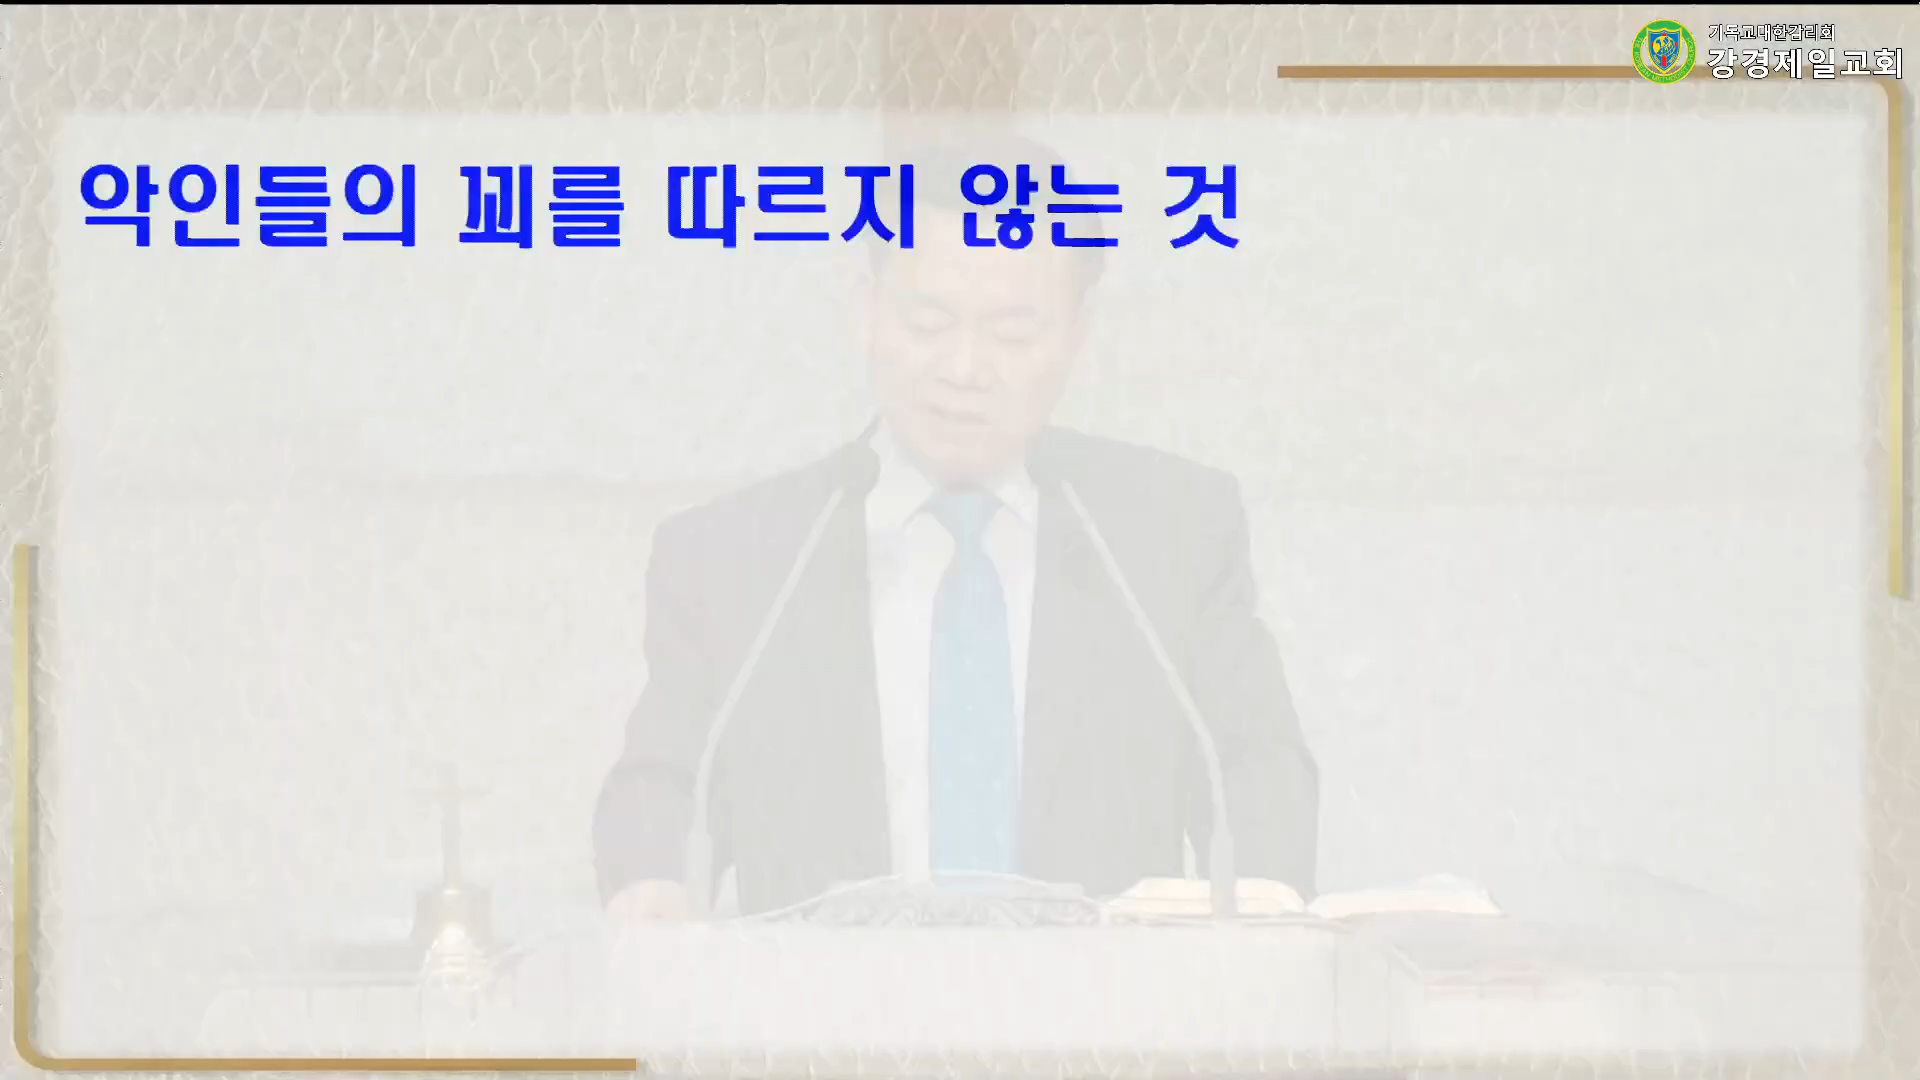 기독교대한감리회
강경제일교회
악인들의 꾀를 따르지 않는 것